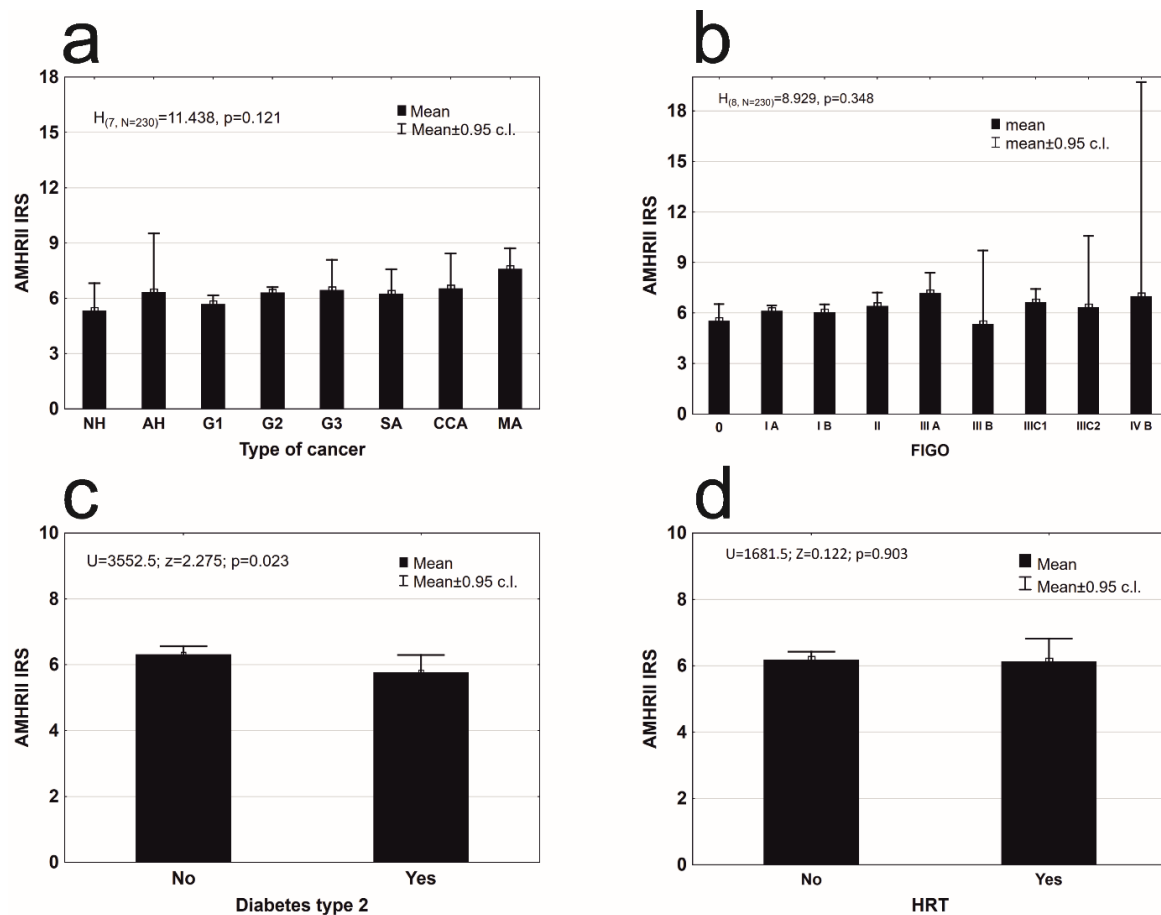 a
18
15
12
9
6
3
0
AMHRII IRS
H(7, N=230)=11.438, p=0.121
Mean
Mean±0.95 c.l.
NH AH G1 G2 G3 SA CCA MA
Type of cancer
b
18
15
12
9
6
3
0
AMHRII IRS
H(8, N=230)=8.929, p=0.348
mean
mean±0.95 c.l.
0 I A I B II III A III B IIIC1 IIIC2 IV B
FIGO
c
10
8
6
4
2
0
AMHRII IRS
U=3552.5; z=2.275; p=0.023
Mean
Mean±0.95 c.l.
No Yes
Diabetes type 2
d
10
8
6
4
2
0
AMHRII IRS
U=1681.5; Z=0.122; p=0.903
Mean
Mean±0.95 c.l.
No Yes
HRT